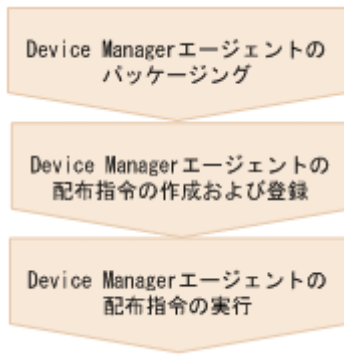 Device Managerエージェントの
パッケージング
Device Managerエージェントの
配布指令の作成および登録
Device Managerエージェントの
配布指令の実行